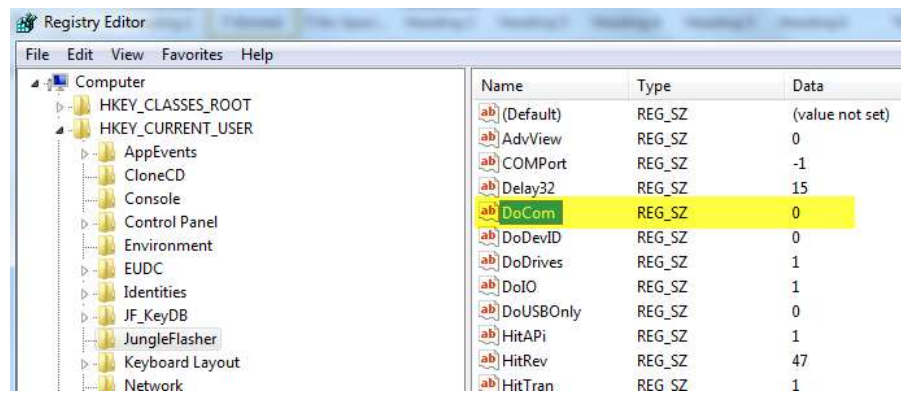 Registry Editor
File Edit View Favorites Help
Computer
HKEY_CLASSES_ROOT
HKEY_CURRENT_USER
AppEvents
CloneCD
Console
Control Panel
Environment
EUDC
Identities
JF_KeyDB
JungleFlasher
Keyboard Layout
Network
Name Type Data
(Default) REG_SZ (value not set)
AdvView REG_SZ 0
COMPort REG_SZ -1
Delay32 REG_SZ 15
DoCom REG_SZ 0
DoDevID REG_SZ 0
DoDrives REG_SZ 1
DoIO REG_SZ 1
DoUSBOnly REG_SZ 0
HitAPi REG_SZ 1
HitRev REG_SZ 47
HitTran REG_SZ 1